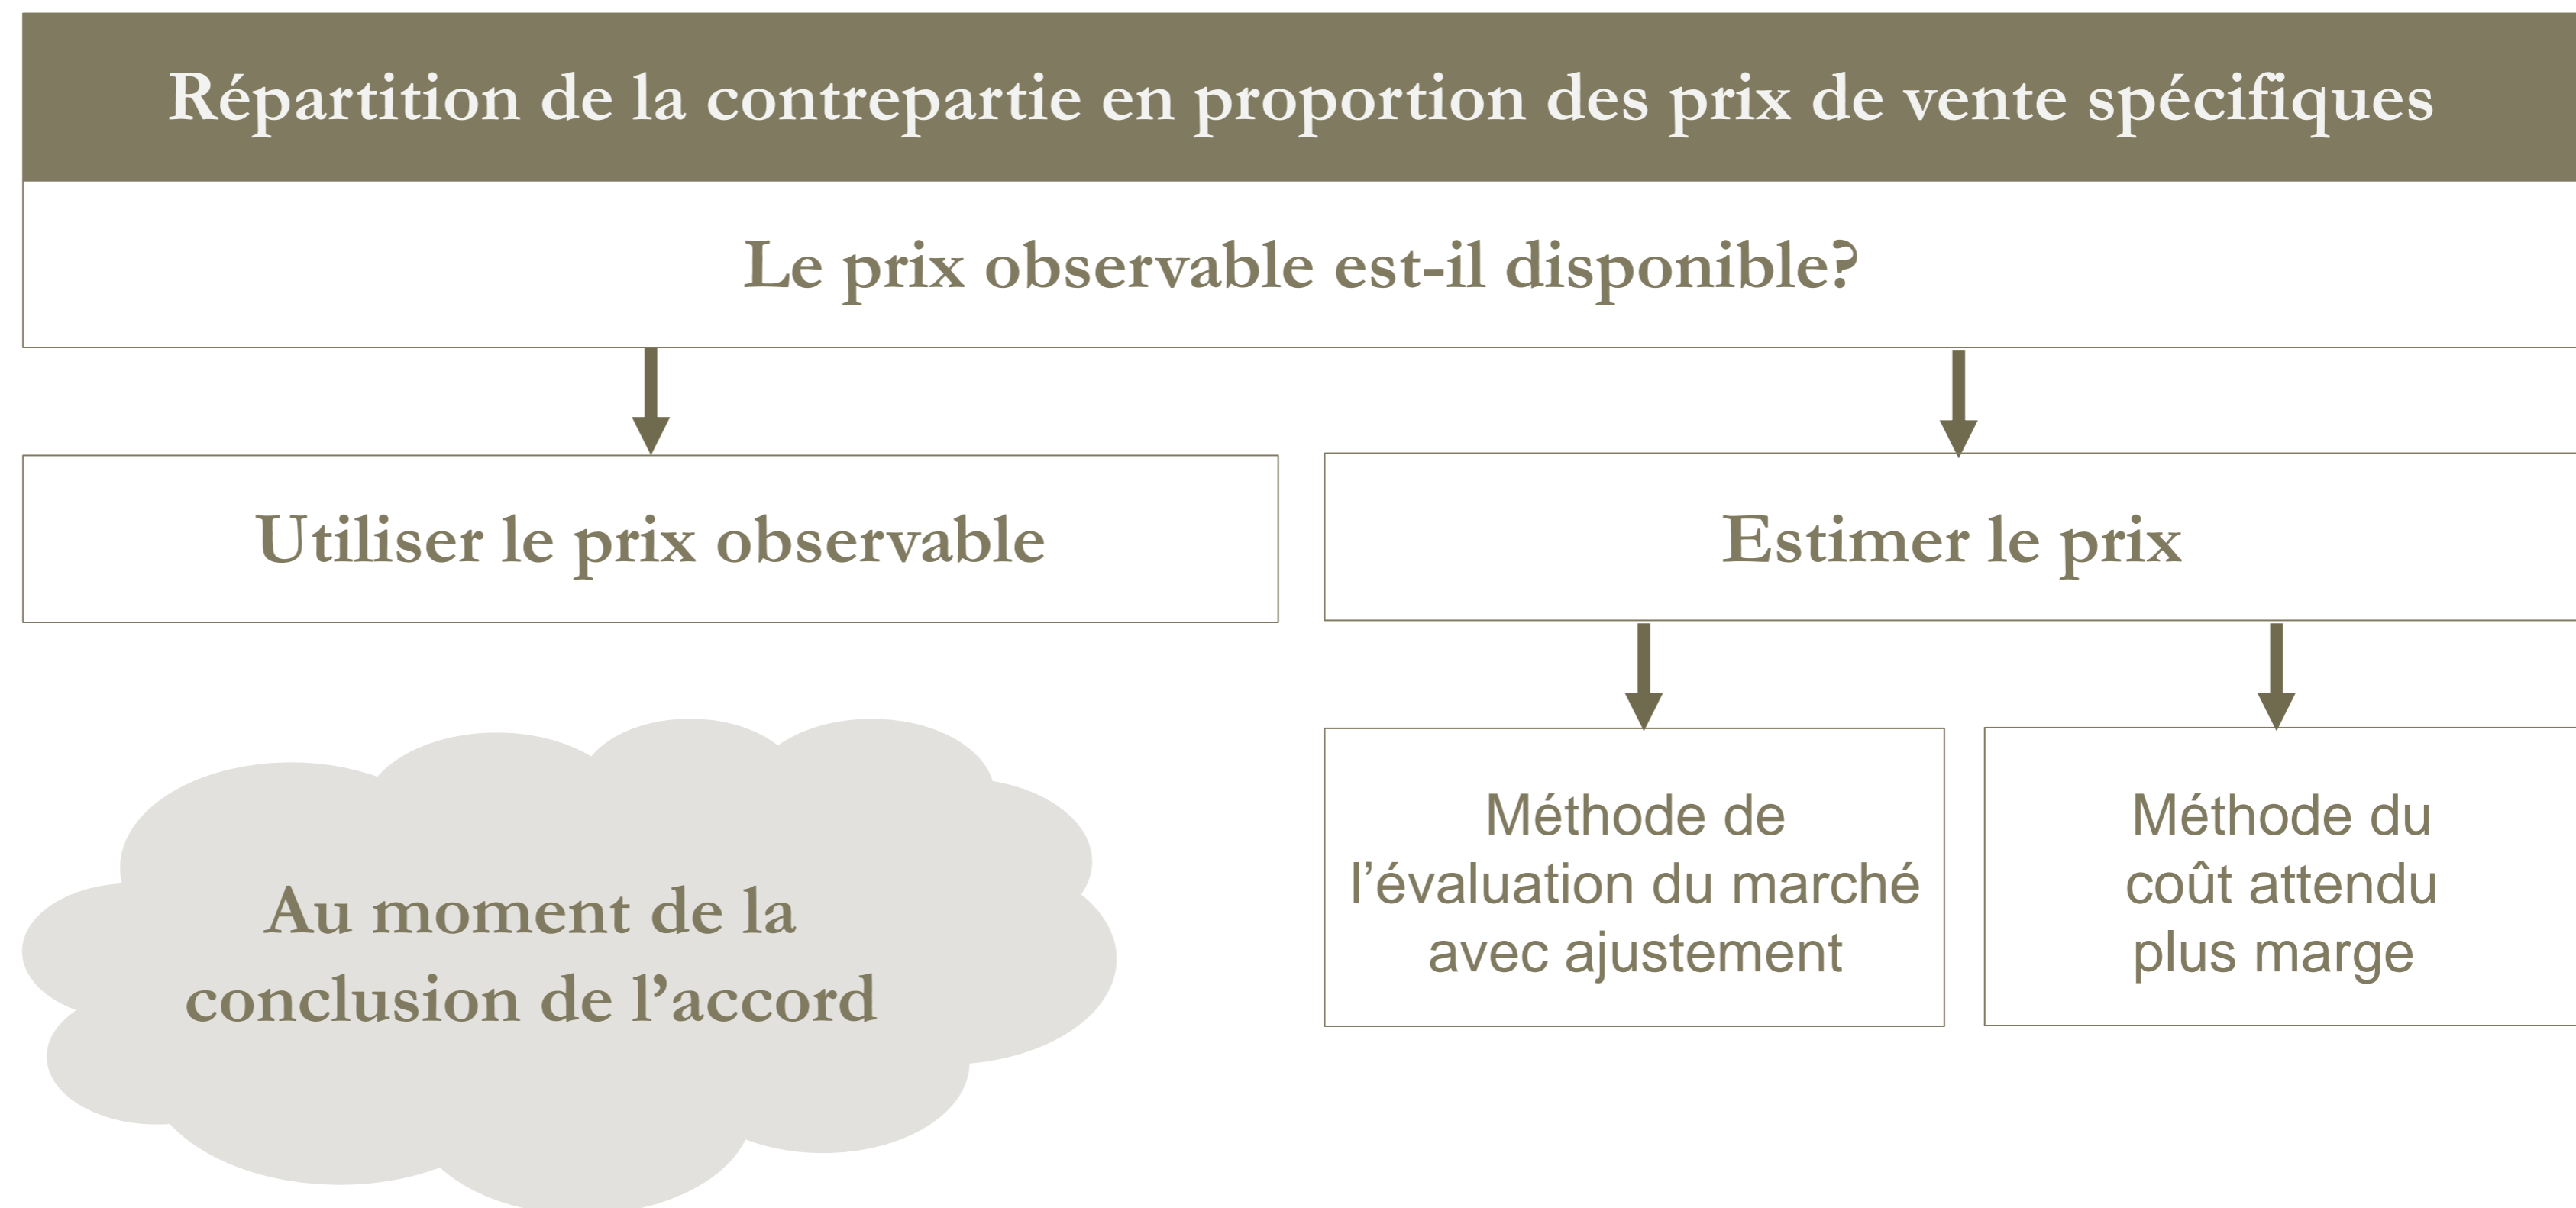 Répartition de la contrepartie en proportion des prix de vente spécifiques
Le prix observable est-il disponible?
Utiliser le prix observable
Estimer le prix
Au moment de la
conclusion de l’accord
Méthode de
l’évaluation du marché
avec ajustement
Méthode du
coût attendu
plus marge